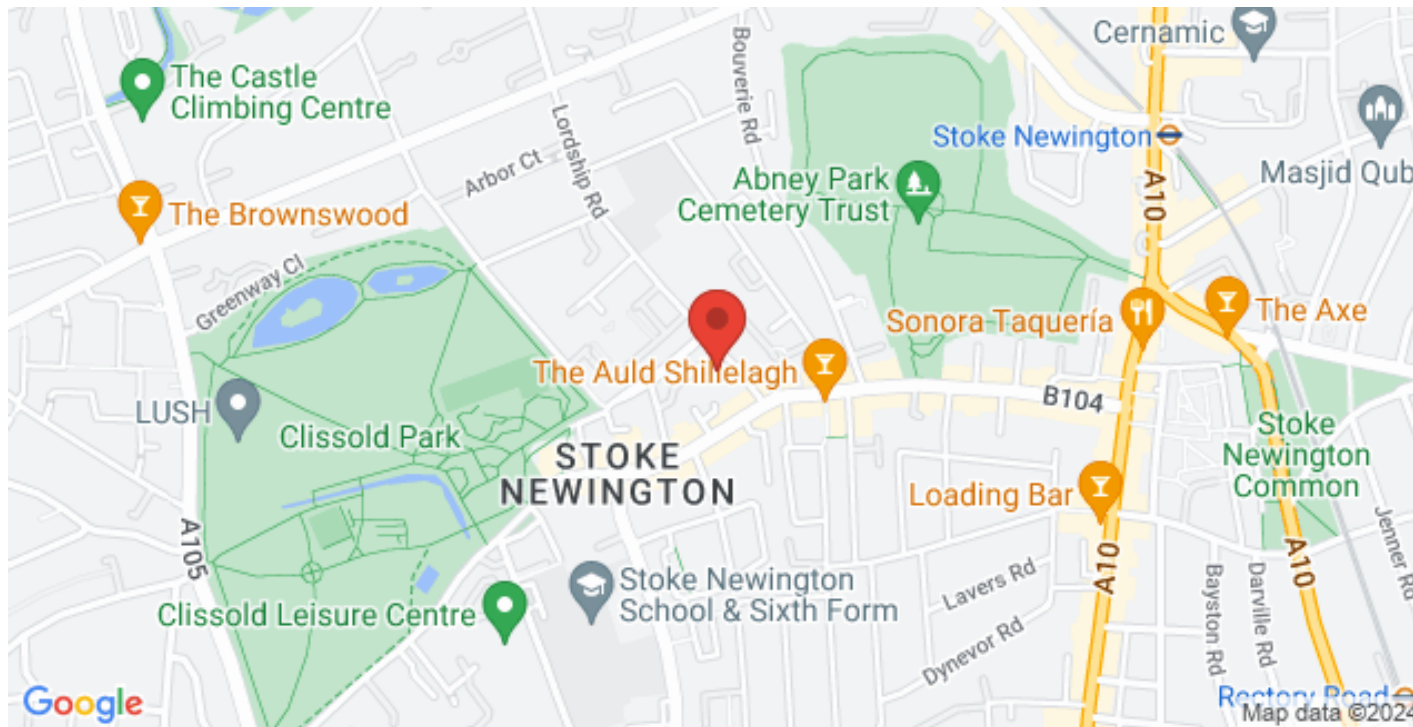 Cernamic
The Castle
Climbing Centre
Bouverie Rd
Lordship Rd
Arbor Ct
Stoke Newington
Masjid Qub
Abney Park
Cemetery Trust
A10
The Brownswood
Greenway Cl
Sonora Taquería
The Axe
The Auld Shillelagh
B104
LUSH
Clissold Park
STOKE
NEWINGTON
Stoke
Newington
Common
Loading Bar
A105
A10
A10
Jenner Rd
Stoke Newington
School & Sixth Form
Clissold Leisure Centre
Lavers Rd
Dynevor Rd
Bayston Rd
Darville Rd
Rectory Road
Google
Map data ©2024